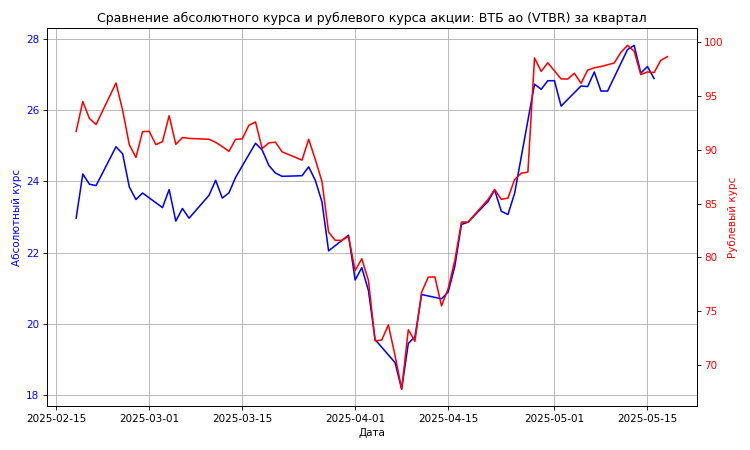 Сравнение абсолютного курса и рублевого курса акции: ВТБ ао (VTBR) за квартал
28
26
24
22
20
18
Абсолютный курс
100
95
90
85
80
75
70
Рублевый курс
2025-02-15 2025-03-01 2025-03-15 2025-04-01 2025-04-15 2025-05-01 2025-05-15
Дата